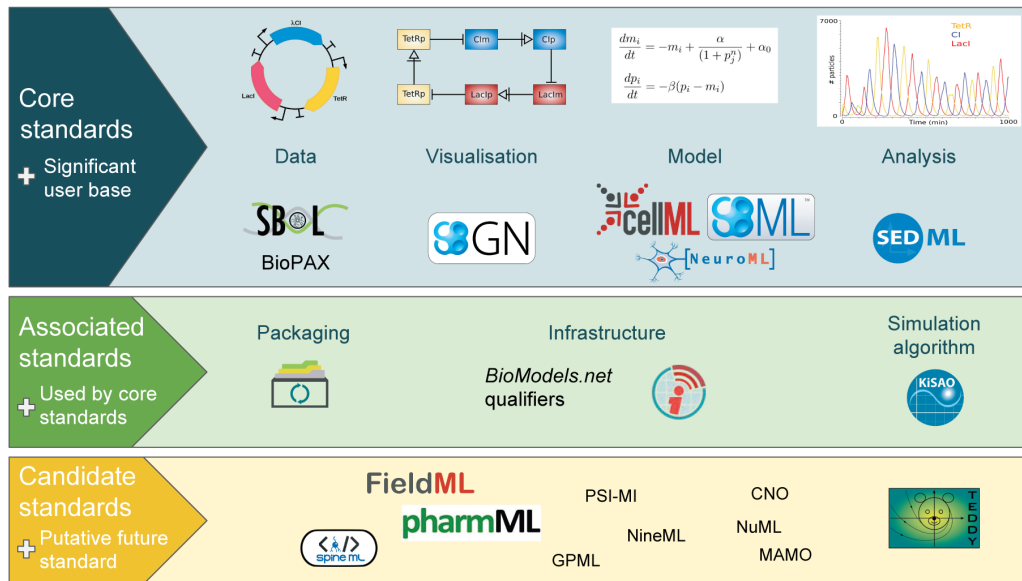 Core
standards
+ Significant
user base
λCI
LacI
TetR
TetRp
CIm
CIp
TetRp
LacIp
LacIm
dm_i/dt = −m_i + α/(1 + p_j^n) + α_0
dp_i/dt = −β(p_i − m_i)
7000
# particles
0
0
Time (min)
1000
TetR
CI
LacI
Data
Visualisation
Model
Analysis
SBOL
BioPAX
SBGN
cellML
SBML
TM
NeuroML
SED ML
Associated
standards
+ Used by core
standards
Packaging
Infrastructure
Simulation
algorithm
BioModels.net
qualifiers
i
KiSAO
Candidate
standards
+ Putative future
standard
FieldML
pharmML
</>
spine ml
PSI-MI
NineML
GPML
CNO
NuML
MAMO
TEDDY